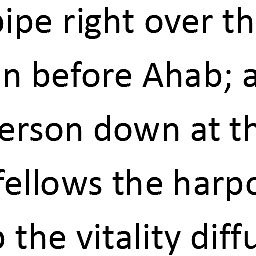 pipe right over th
n before Ahab; a
erson down at th
fellows the harpo
the vitality diffu